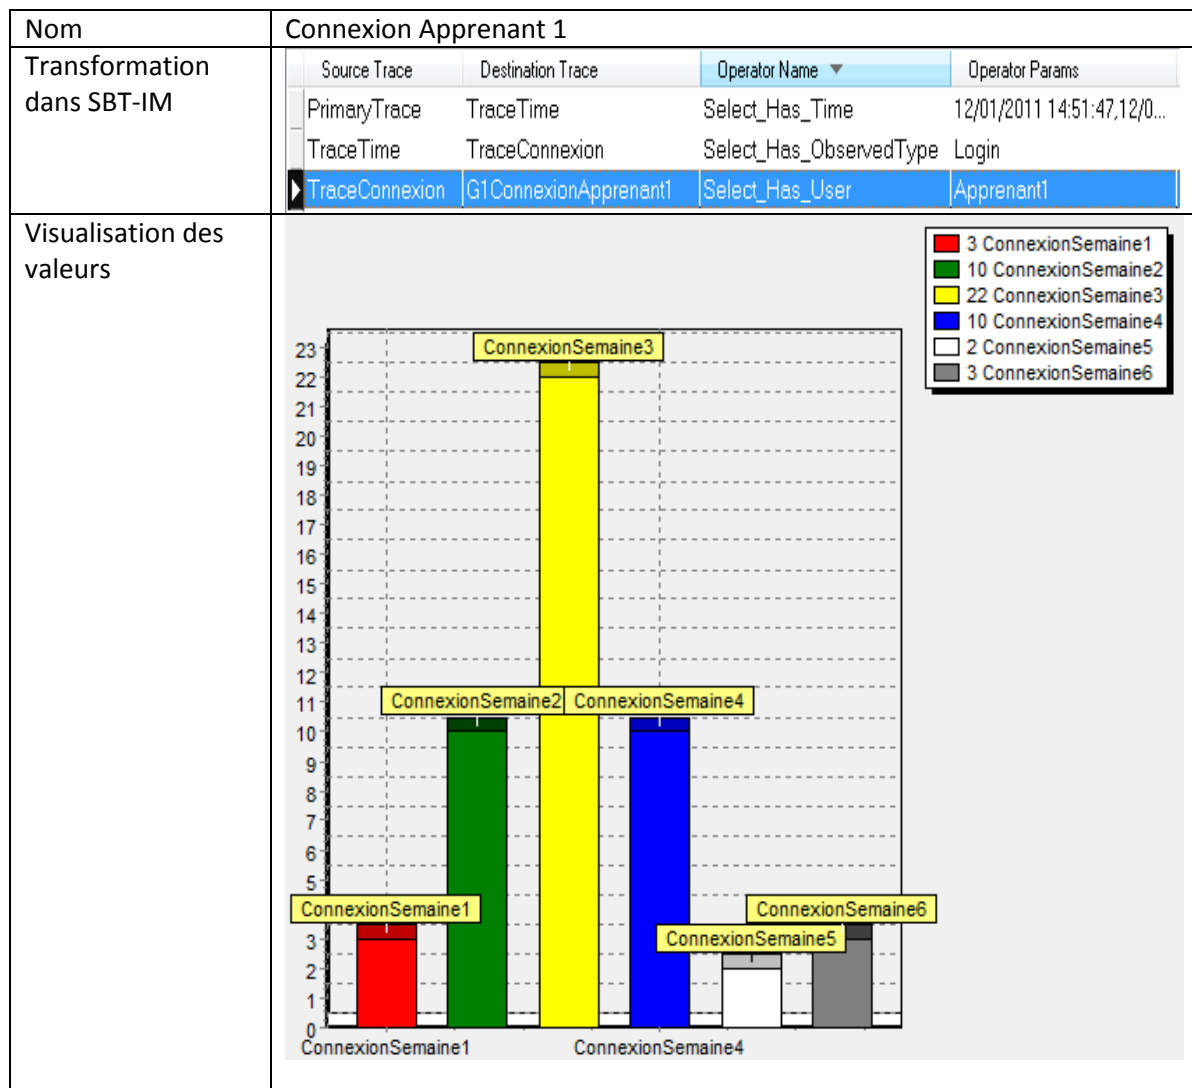 Nom
Connexion Apprenant 1
Transformation
dans SBT-IM
Source Trace Destination Trace Operator Name Operator Params
PrimaryTrace TraceTime Select_Has_Time 12/01/2011 14:51:47,12/0...
TraceTime TraceConnexion Select_Has_ObservedType Login
TraceConnexion G1ConnexionApprenant1 Select_Has_User Apprenant1
Visualisation des
valeurs
3 ConnexionSemaine1
10 ConnexionSemaine2
22 ConnexionSemaine3
10 ConnexionSemaine4
2 ConnexionSemaine5
3 ConnexionSemaine6
23
ConnexionSemaine3
22
21
20
19
18
17
16
15
14
13
12
11
ConnexionSemaine2 ConnexionSemaine4
10
9
8
7
6
5
ConnexionSemaine1 ConnexionSemaine6
3
ConnexionSemaine5
2
1
0
ConnexionSemaine1 ConnexionSemaine4